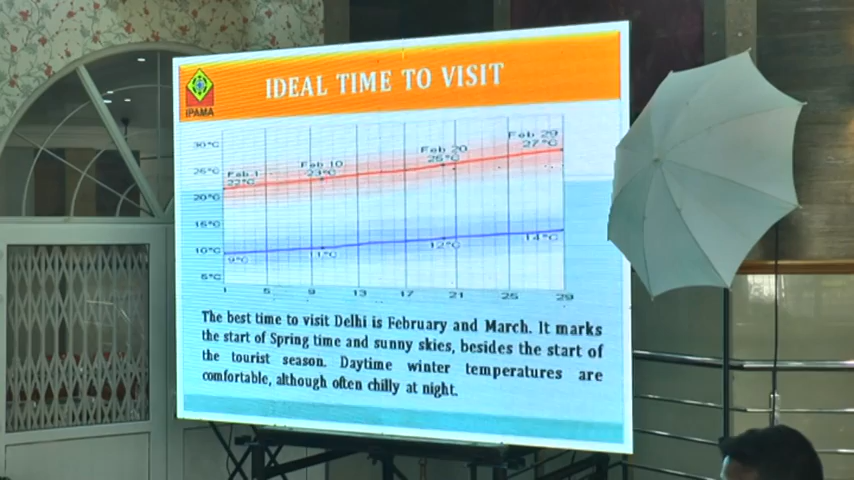 IPAMA
IDEAL TIME TO VISIT
30°C
25°C
20°C
15°C
10°C
5°C
Feb 1
22°C
Feb 10
23°C
Feb 20
25°C
Feb 29
27°C
9°C
11°C
12°C
14°C
1 5 9 13 17 21 25 29
The best time to visit Delhi is February and March. It marks
the start of Spring time and sunny skies, besides the start of
the tourist season. Daytime winter temperatures are
comfortable, although often chilly at night.